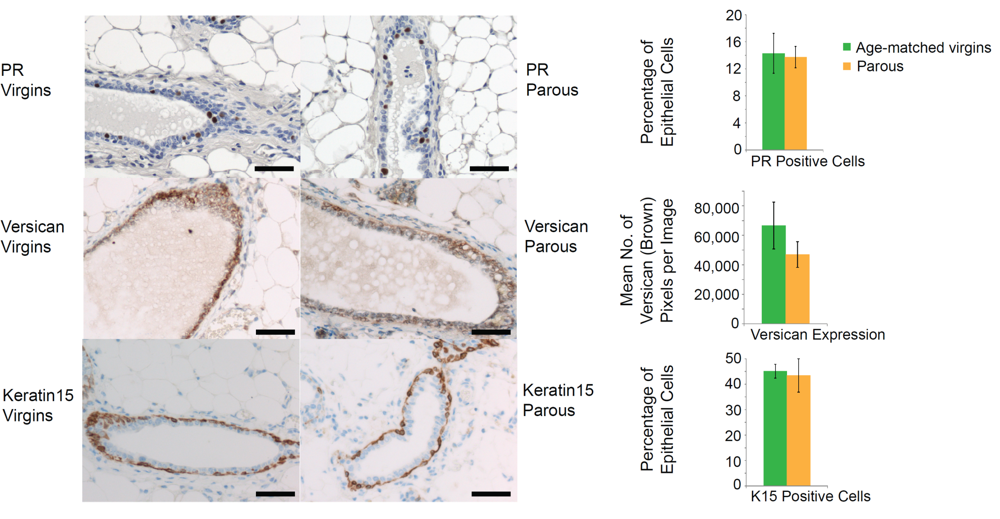 PR
Virgins
PR
Parous
Versican
Virgins
Versican
Parous
Keratin15
Virgins
Keratin15
Parous
Percentage of
Epithelial Cells
20
16
12
8
4
0
PR Positive Cells
Age-matched virgins
Parous
Mean No. of
Versican (Brown)
Pixels per Image
80,000
60,000
40,000
20,000
0
Versican Expression
Percentage of
Epithelial Cells
50
40
30
20
10
0
K15 Positive Cells